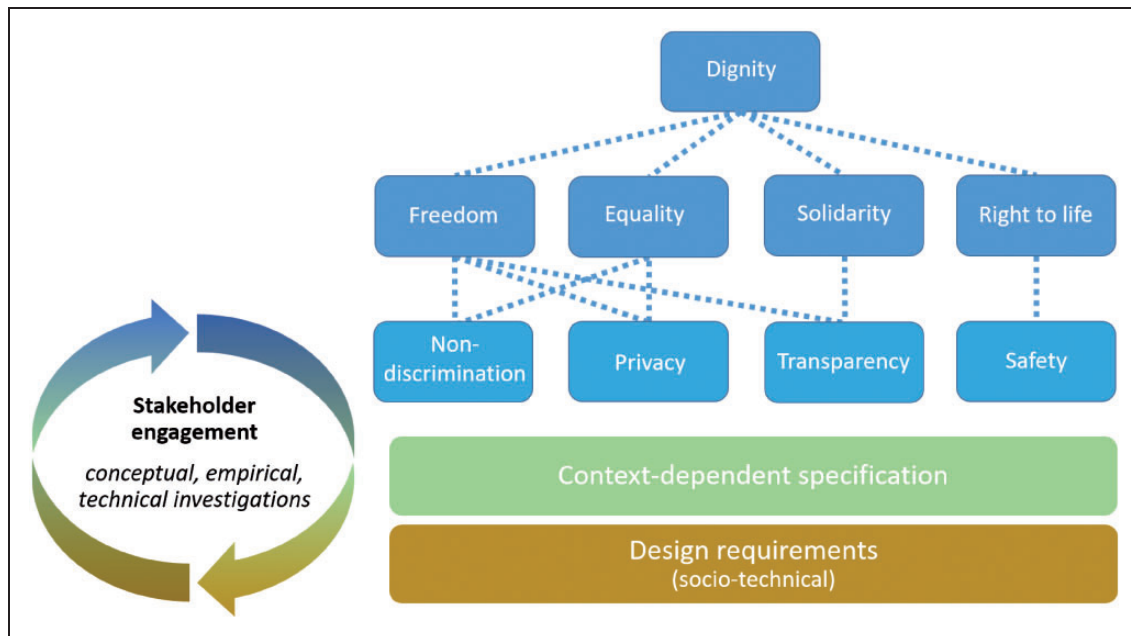 Dignity
Freedom
Equality
Solidarity
Right to life
Non-
discrimination
Privacy
Transparency
Safety
Stakeholder
engagement
conceptual, empirical,
technical investigations
Context-dependent specification
Design requirements
(socio-technical)